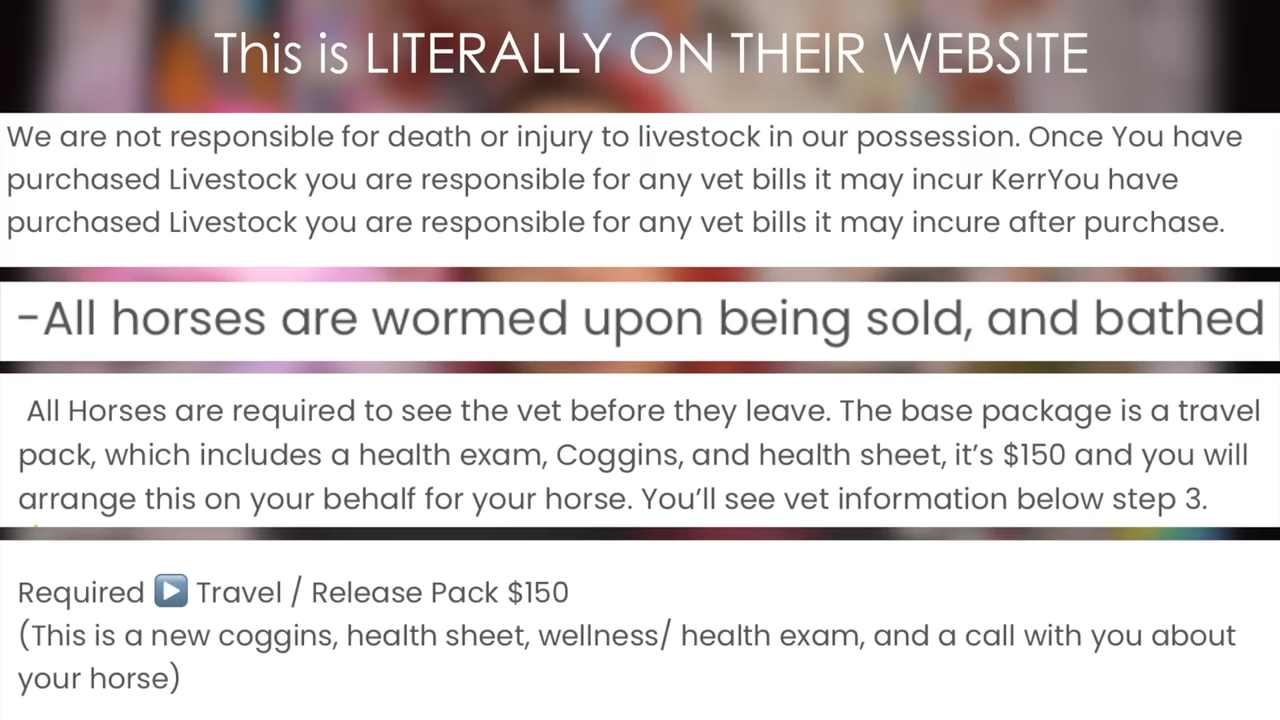 This is LITERALLY ON THEIR WEBSITE
We are not responsible for death or injury to livestock in our possession. Once You have
purchased Livestock you are responsible for any vet bills it may incur KerrYou have
purchased Livestock you are responsible for any vet bills it may incure after purchase.
-All horses are wormed upon being sold, and bathed
All Horses are required to see the vet before they leave. The base package is a travel
pack, which includes a health exam, Coggins, and health sheet, it’s $150 and you will
arrange this on your behalf for your horse. You’ll see vet information below step 3.
Required ▶️ Travel / Release Pack $150
(This is a new coggins, health sheet, wellness/ health exam, and a call with you about
your horse)